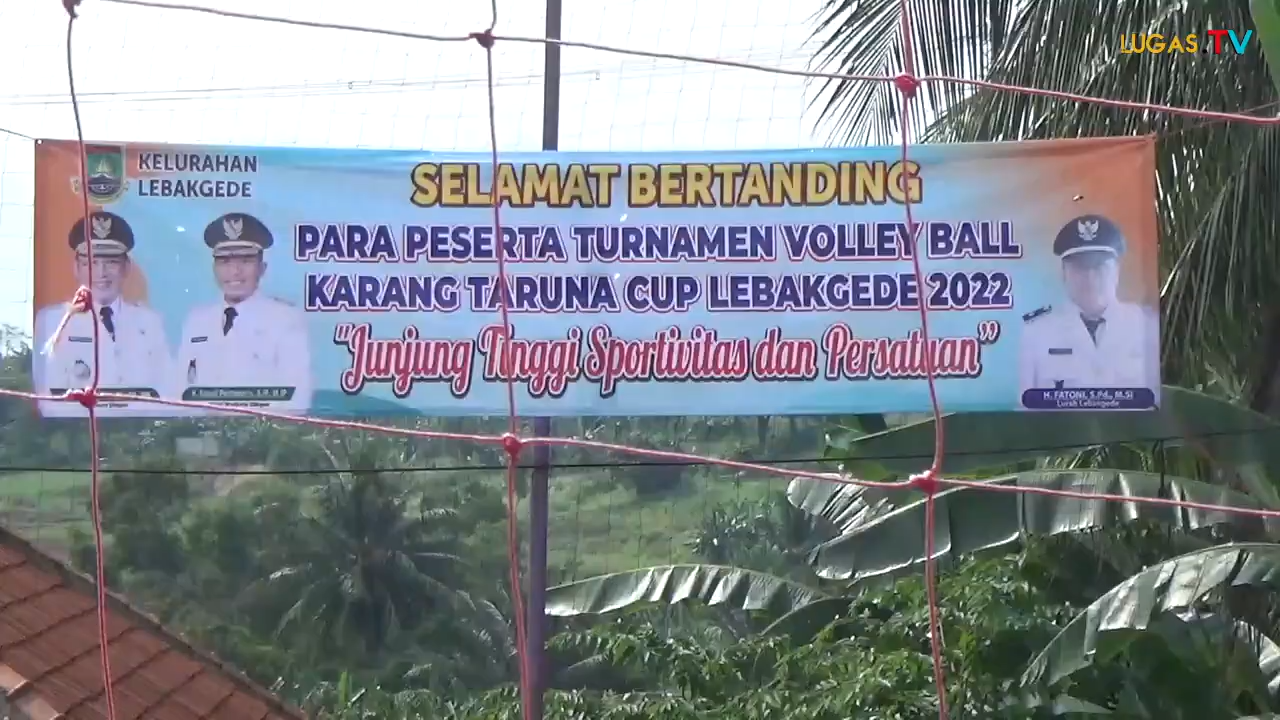 LUGAS TV
KELURAHAN
LEBAKGEDE
SELAMAT BERTANDING
PARA PESERTA TURNAMEN VOLLEY BALL
KARANG TARUNA CUP LEBAKGEDE 2022
"Junjung Tinggi Sportivitas dan Persatuan"
H. FATONI, S.Pd., M.Si
Lurah Lebakgede